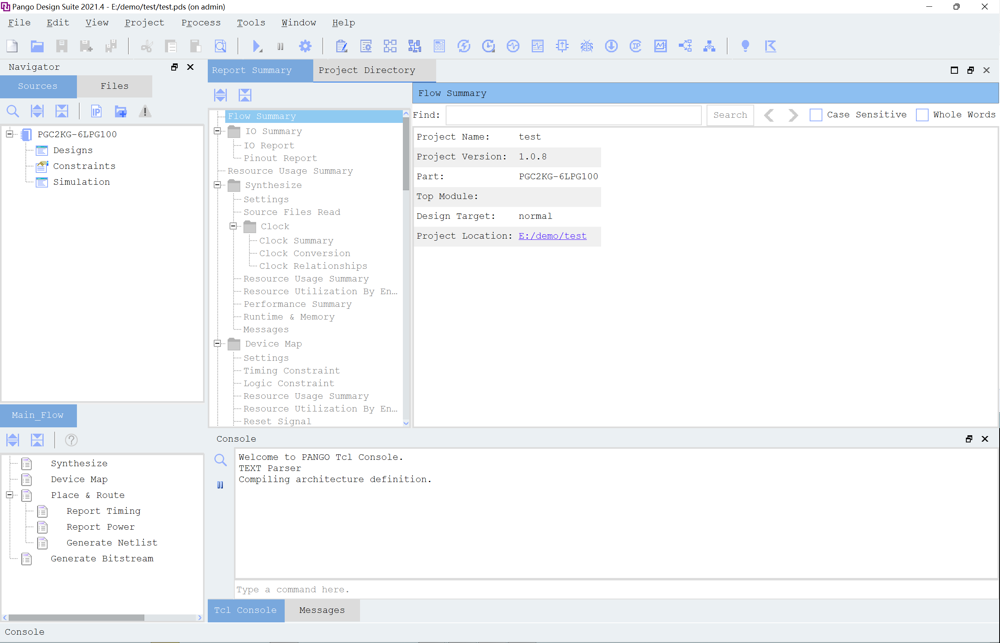 Pango Design Suite 2021.4 - E:/demo/test/test.pds (on admin)
File Edit View Project Process Tools Window Help
Navigator
Sources Files
PGC2KG-6LPG100
Designs
Constraints
Simulation
Main_Flow
Synthesize
Device Map
Place & Route
Report Timing
Report Power
Generate Netlist
Generate Bitstream
Report Summary Project Directory
Flow Summary
IO Summary
IO Report
Pinout Report
Resource Usage Summary
Synthesize
Settings
Source Files Read
Clock
Clock Summary
Clock Conversion
Clock Relationships
Resource Usage Summary
Resource Utilization By En...
Performance Summary
Runtime & Memory
Messages
Device Map
Settings
Timing Constraint
Logic Constraint
Resource Usage Summary
Resource Utilization By En...
Reset Signal
Flow Summary
Find: Search Case Sensitive Whole Words
Project Name: test
Project Version: 1.0.8
Part: PGC2KG-6LPG100
Top Module:
Design Target: normal
Project Location: E:/demo/test
Console
Welcome to PANGO Tcl Console.
TEXT Parser
Compiling architecture definition.
Type a command here.
Tcl Console Messages
Console